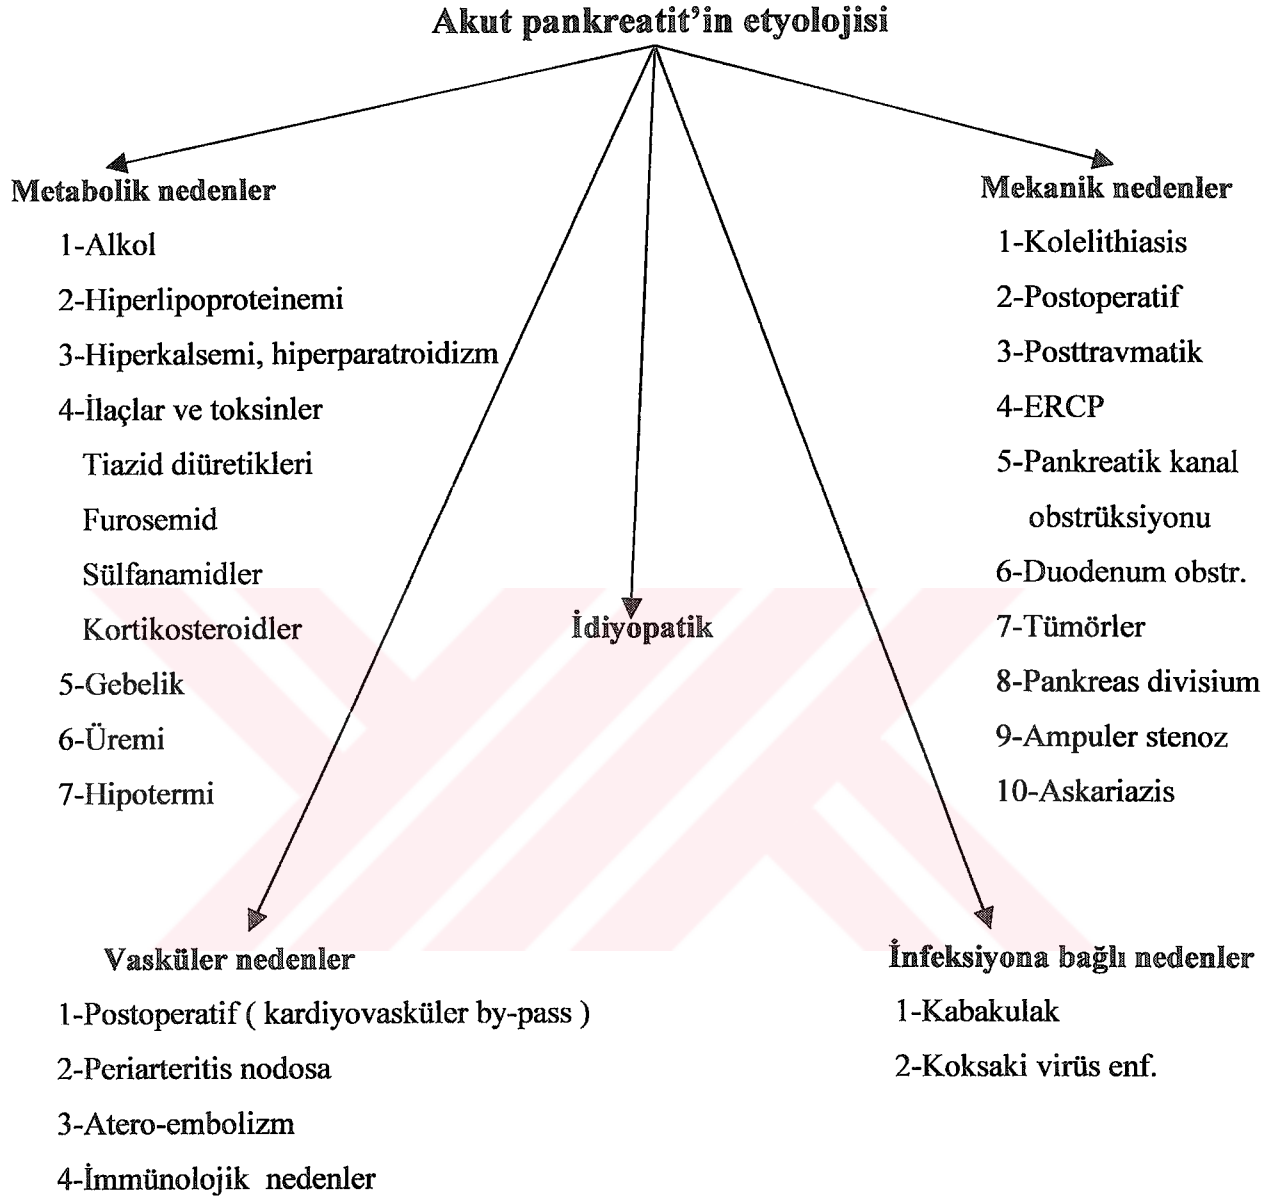 Akut pankreatit'in etyolojisi
Metabolik nedenler
1-Alkol
2-Hiperlipoproteinemi
3-Hiperkalsemi, hiperparatroidizm
4-İlaçlar ve toksinler
Tiazid diüretikleri
Furosemid
Sülfanamidler
Kortikosteroidler
5-Gebelik
6-Üremi
7-Hipotermi
Mekanik nedenler
1-Kolelithiasis
2-Postoperatif
3-Posttravmatik
4-ERCP
5-Pankreatik kanal
obstrüksiyonu
6-Duodenum obstr.
7-Tümörler
8-Pankreas divisium
9-Ampuler stenoz
10-Askariazis
İdiyopatik
Vasküler nedenler
1-Postoperatif ( kardiyovasküler by-pass )
2-Periarteritis nodosa
3-Atero-embolizm
4-İmmünolojik nedenler
İnfeksiyona bağlı nedenler
1-Kabakulak
2-Koksaki virüs enf.